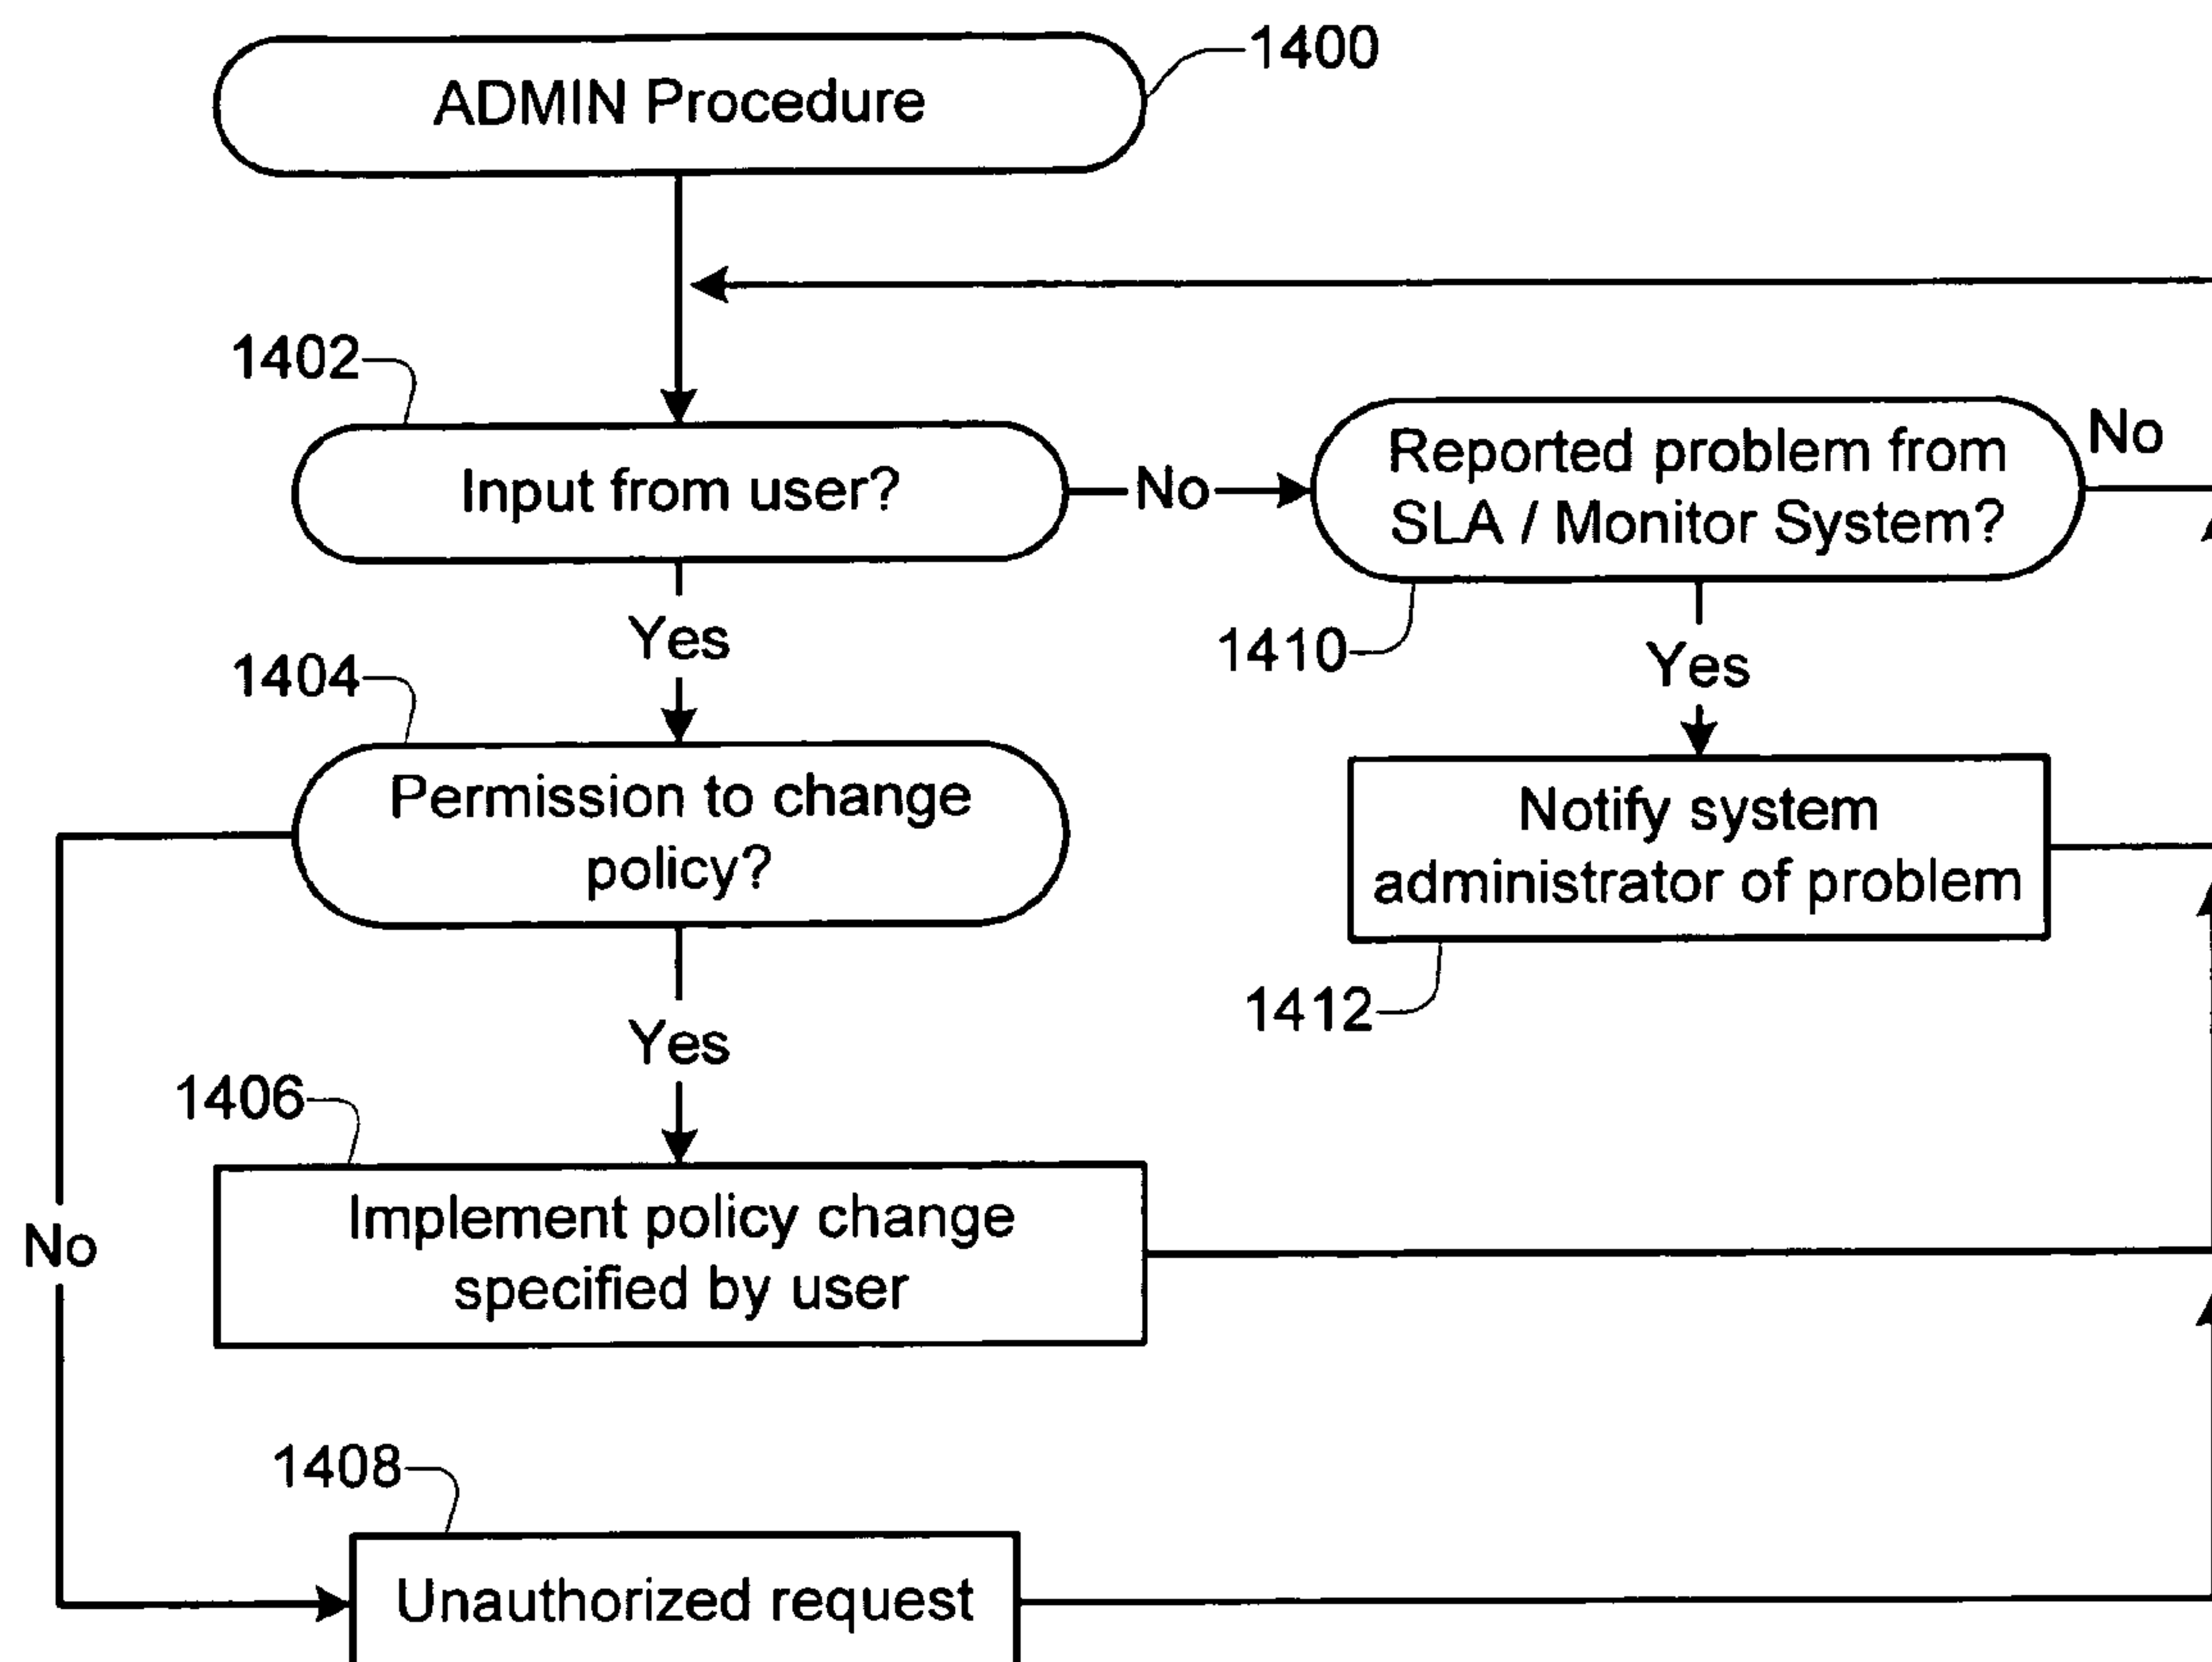 1400
ADMIN Procedure
1402
Input from user?
No
Reported problem from
SLA / Monitor System?
No
Yes
1410
Yes
1404
Permission to change
policy?
Notify system
administrator of problem
1412
Yes
1406
Implement policy change
specified by user
No
1408
Unauthorized request